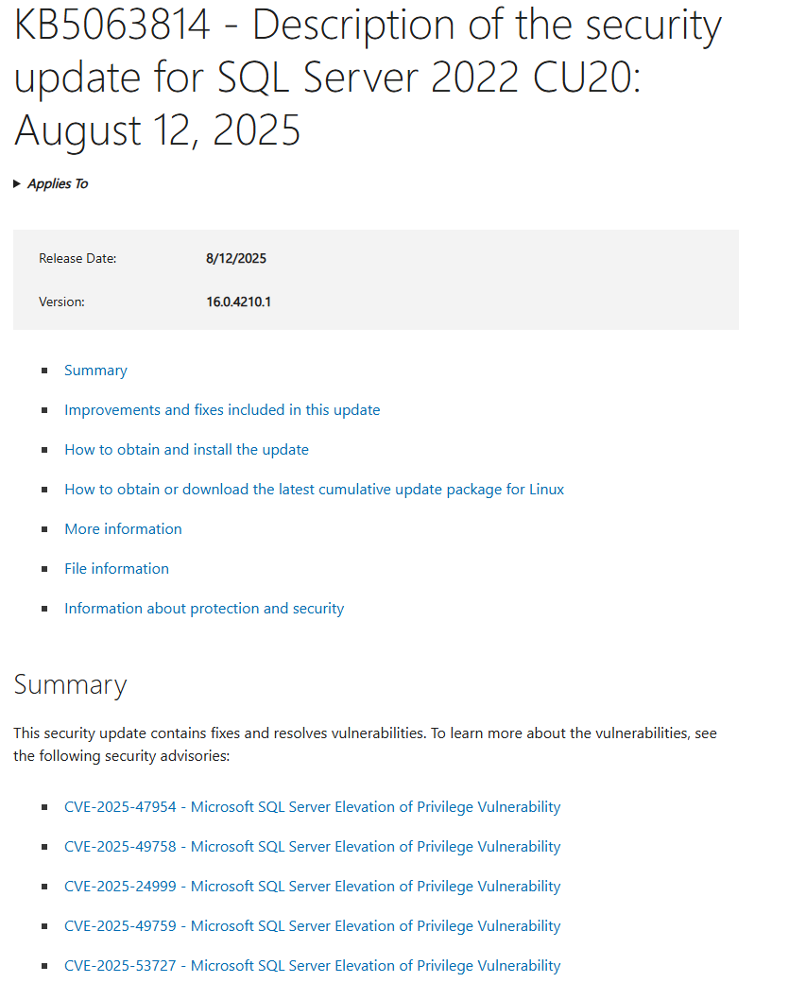 KB5063814 - Description of the security
update for SQL Server 2022 CU20:
August 12, 2025
Applies To
Release Date: 8/12/2025
Version: 16.0.4210.1
Summary
Improvements and fixes included in this update
How to obtain and install the update
How to obtain or download the latest cumulative update package for Linux
More information
File information
Information about protection and security
Summary
This security update contains fixes and resolves vulnerabilities. To learn more about the vulnerabilities, see
the following security advisories:
CVE-2025-47954 - Microsoft SQL Server Elevation of Privilege Vulnerability
CVE-2025-49758 - Microsoft SQL Server Elevation of Privilege Vulnerability
CVE-2025-24999 - Microsoft SQL Server Elevation of Privilege Vulnerability
CVE-2025-49759 - Microsoft SQL Server Elevation of Privilege Vulnerability
CVE-2025-53727 - Microsoft SQL Server Elevation of Privilege Vulnerability